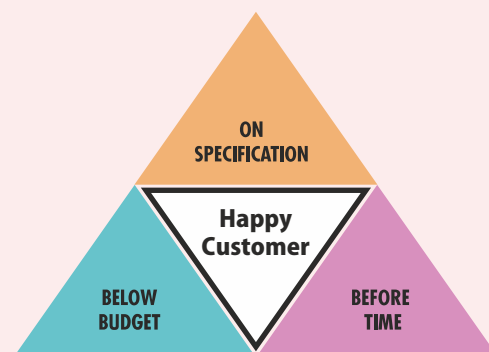 ON
SPECIFICATION
Happy
Customer
BELOW
BUDGET
BEFORE
TIME